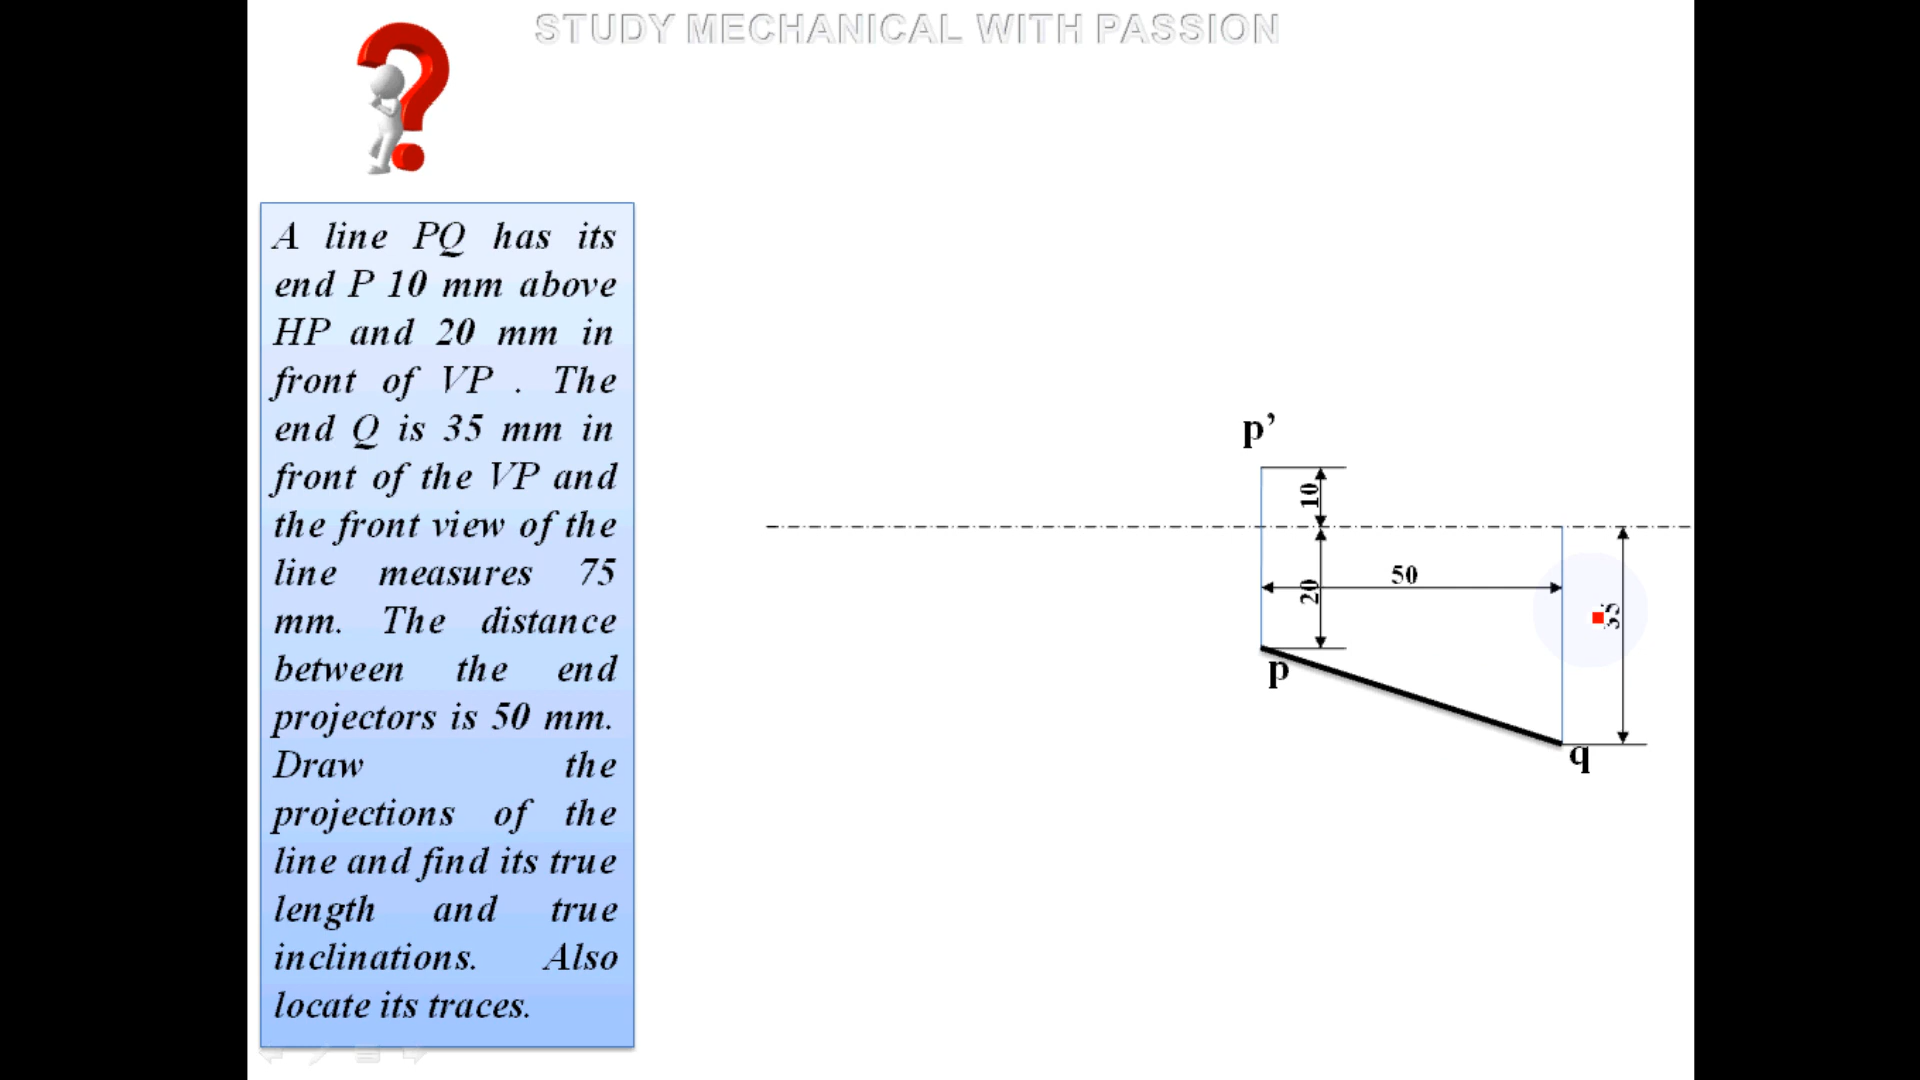 STUDY MECHANICAL WITH PASSION
A line PQ has its
end P 10 mm above
HP and 20 mm in
front of VP . The
end Q is 35 mm in
front of the VP and
the front view of the
line measures 75
mm. The distance
between the end
projectors is 50 mm.
Draw the
projections of the
line and find its true
length and true
inclinations. Also
locate its traces.
p’
10
50
20
35
p
q